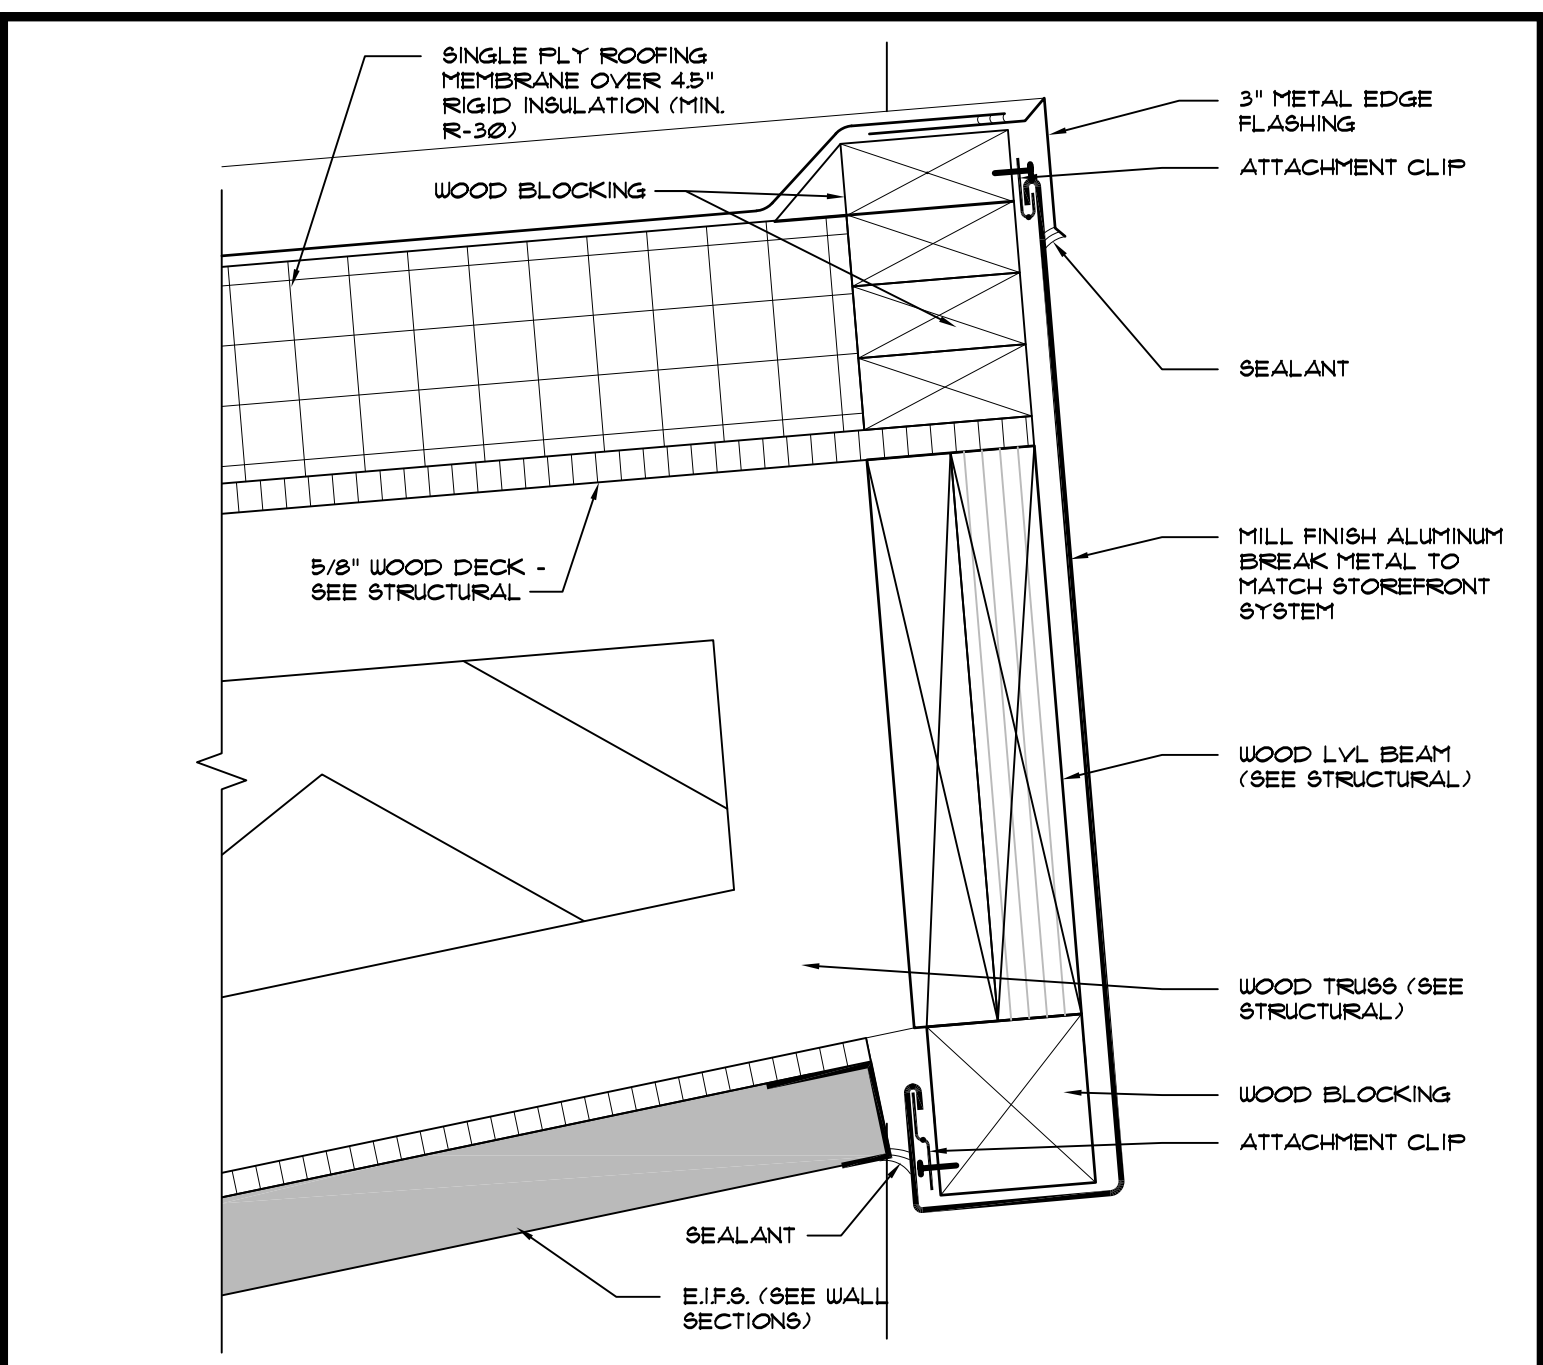 SINGLE PLY ROOFING
MEMBRANE OVER 4.5"
RIGID INSULATION (MIN.
R-30)
WOOD BLOCKING
3" METAL EDGE
FLASHING
ATTACHMENT CLIP
SEALANT
5/8" WOOD DECK -
SEE STRUCTURAL
MILL FINISH ALUMINUM
BREAK METAL TO
MATCH STOREFRONT
SYSTEM
WOOD LVL BEAM
(SEE STRUCTURAL)
WOOD TRUSS (SEE
STRUCTURAL)
WOOD BLOCKING
ATTACHMENT CLIP
SEALANT
E.I.F.S. (SEE WALL
SECTIONS)